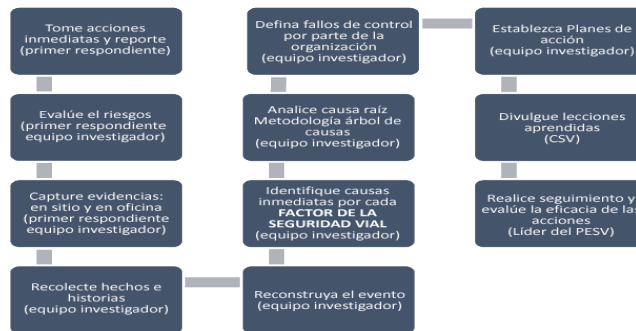 Tome acciones
inmediatas y reporte
(primer respondiente)
Evalúe el riesgos
(primer respondiente
equipo investigador)
Capture evidencias:
en sitio y en oficina
(primer respondiente
equipo investigador)
Recolecte hechos e
historias
(equipo investigador)
Reconstruya el evento
(equipo investigador)
Identifique causas
inmediatas por cada
FACTOR DE LA
SEGURIDAD VIAL
(equipo investigador)
Analice causa raíz
Metodología árbol de
causas
(equipo investigador)
Defina fallos de control
por parte de la
organización
(equipo investigador)
Establezca Planes de
acción
(equipo investigador)
Divulgue lecciones
aprendidas
(CSV)
Realice seguimiento y
evalúe la eficacia de las
acciones
(Líder del PESV)